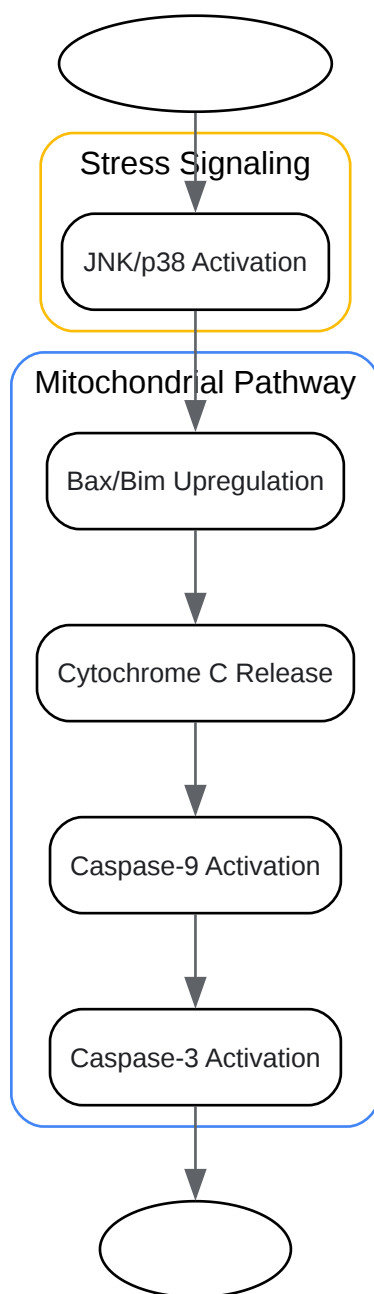 Stress Signaling
JNK/p38 Activation
Mitochondrial Pathway
Bax/Bim Upregulation
Cytochrome C Release
Caspase-9 Activation
Caspase-3 Activation